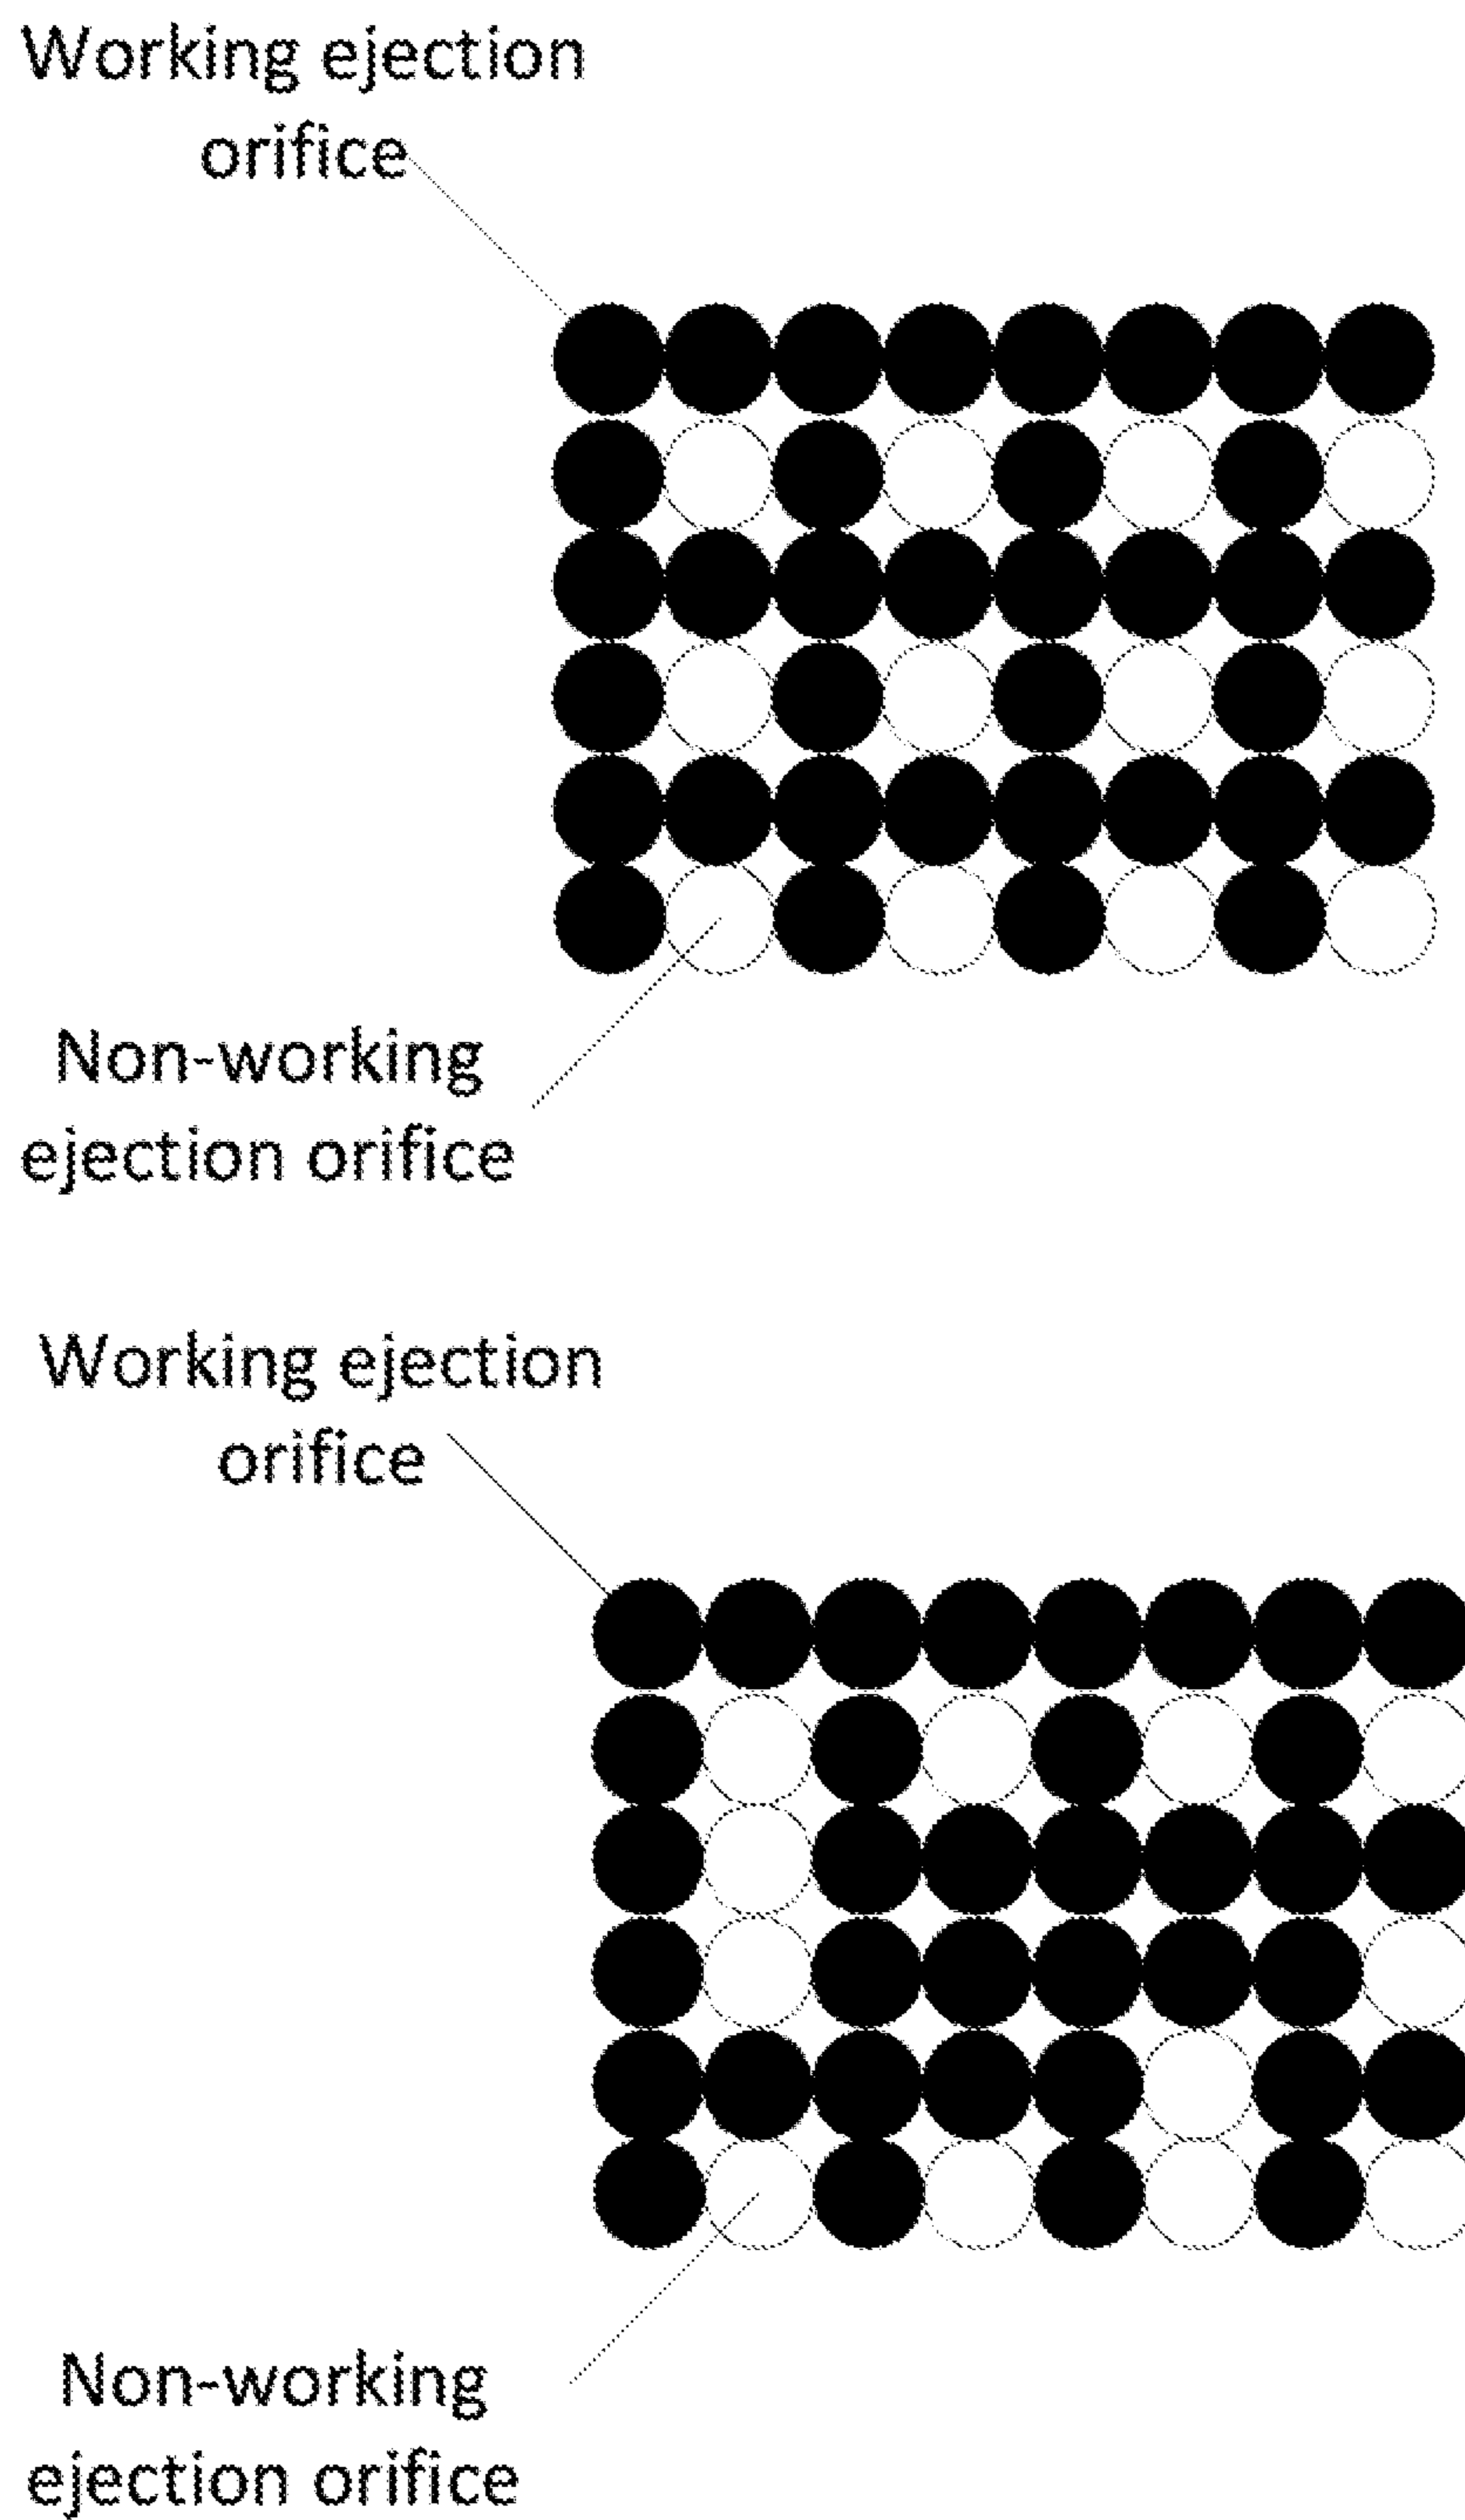 Working ejection
orifice
Non-working
ejection orifice
Working ejection
orifice
Non-working
ejection orifice